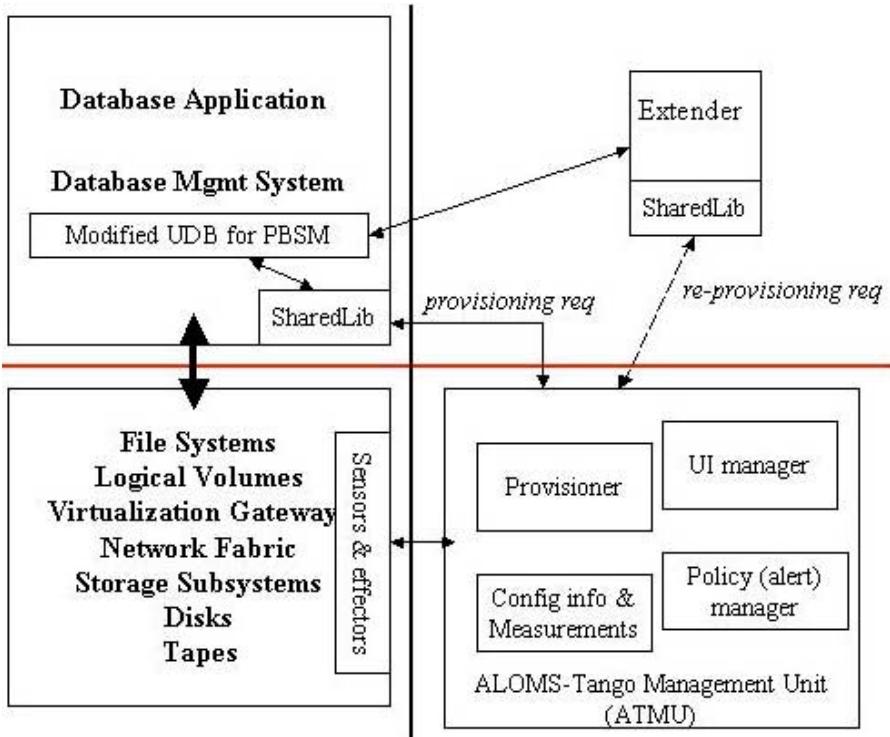 Database Application
Database Mgmt System
Modified UDB for PBSM
SharedLib
Extender
SharedLib
provisioning req
re-provisioning req
File Systems
Logical Volumes
Virtualization Gateway
Network Fabric
Storage Subsystems
Disks
Tapes
Sensors & effectors
Provisioner
UI manager
Config info &
Measurements
Policy (alert)
manager
ALOMS-Tango Management Unit
(ATMU)